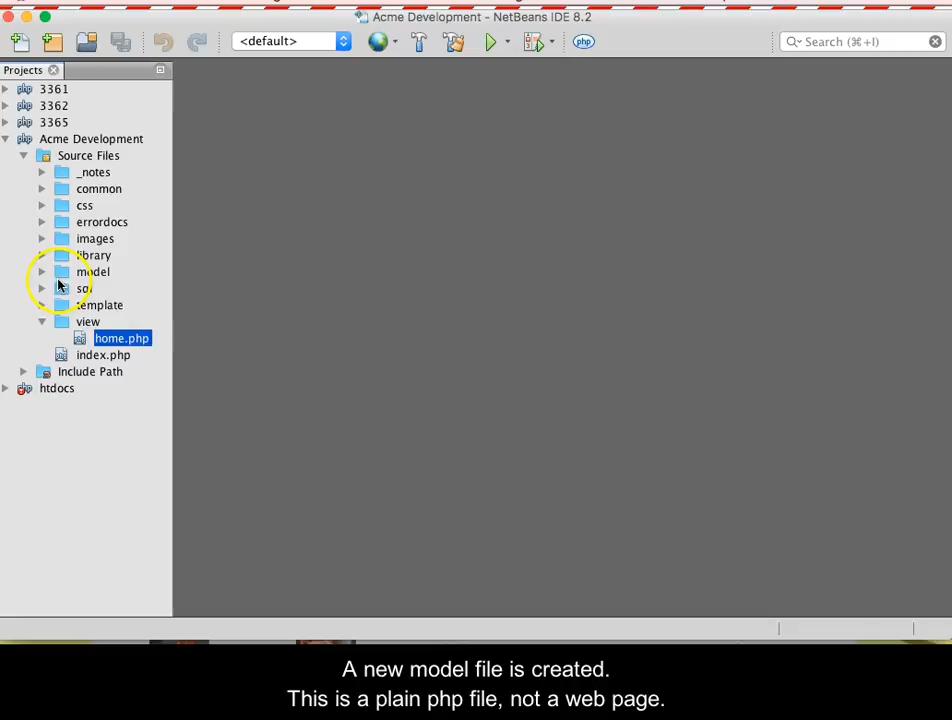 Acme Development - NetBeans IDE 8.2
<default>
php
Search (⌘+I)
Projects
3361
3362
3365
Acme Development
Source Files
_notes
common
css
errordocs
images
library
model
sql
template
view
home.php
index.php
Include Path
htdocs
A new model file is created.
This is a plain php file, not a web page.